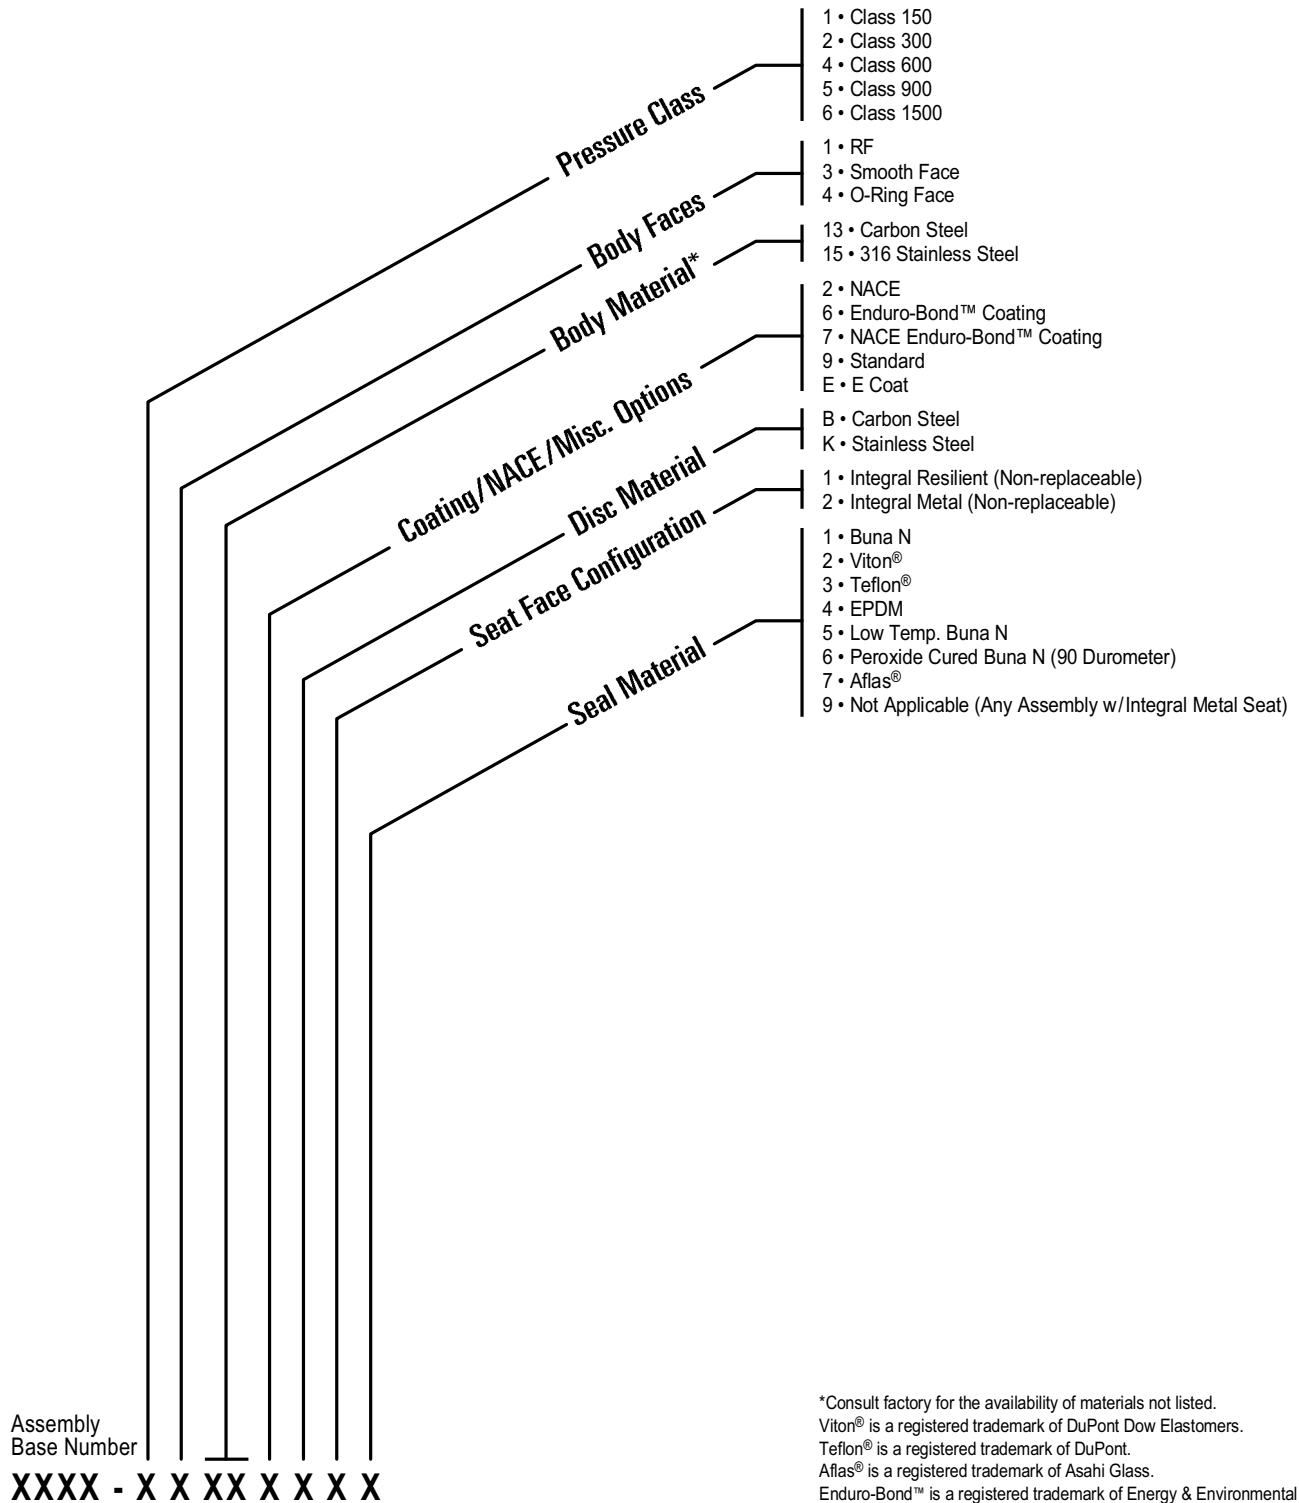 1 • Class 150
2 • Class 300
4 • Class 600
5 • Class 900
6 • Class 1500
Pressure Class
1 • RF
3 • Smooth Face
4 • O-Ring Face
Body Faces
13 • Carbon Steel
15 • 316 Stainless Steel
Body Material*
2 • NACE
6 • Enduro-Bond™ Coating
7 • NACE Enduro-Bond™ Coating
9 • Standard
E • E Coat
Coating/NACE/Misc. Options
B • Carbon Steel
K • Stainless Steel
Disc Material
1 • Integral Resilient (Non-replaceable)
2 • Integral Metal (Non-replaceable)
Seat Face Configuration
1 • Buna N
2 • Viton®
3 • Teflon®
4 • EPDM
5 • Low Temp. Buna N
6 • Peroxide Cured Buna N (90 Durometer)
7 • Aflas®
9 • Not Applicable (Any Assembly w/Integral Metal Seat)
Seal Material
Assembly
Base Number
XXXX - X X XX X X X X
*Consult factory for the availability of materials not listed.
Viton® is a registered trademark of DuPont Dow Elastomers.
Teflon® is a registered trademark of DuPont.
Aflas® is a registered trademark of Asahi Glass.
Enduro-Bond™ is a registered trademark of Energy & Environmental